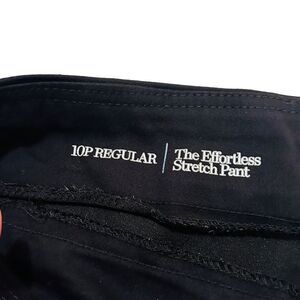 10P REGULAR
The Effortless
Stretch Pant